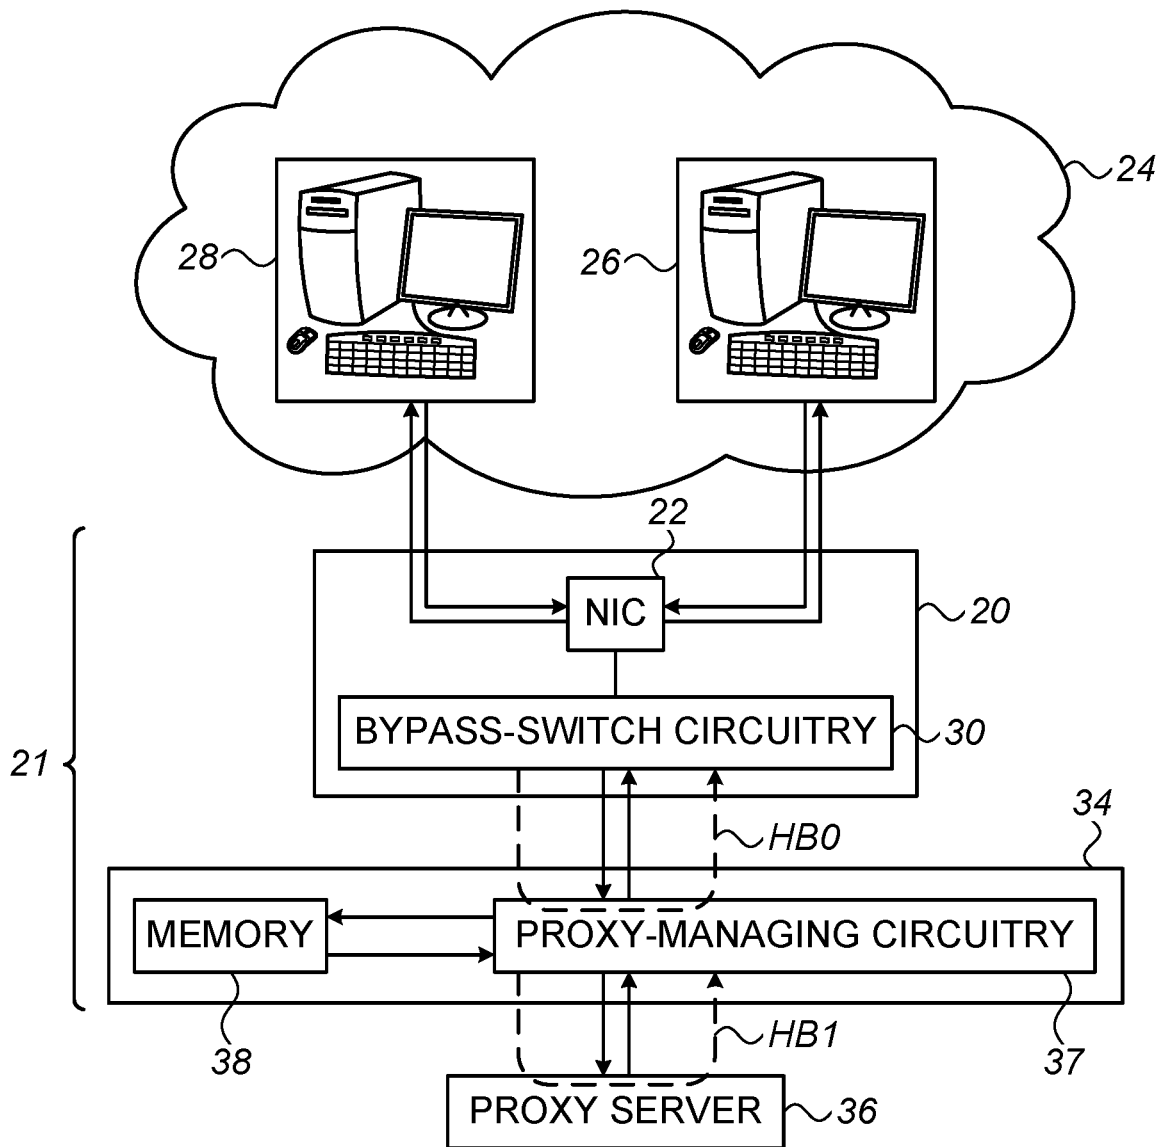 24
28
26
22
NIC
20
BYPASS-SWITCH CIRCUITRY
30
21
HB0
34
MEMORY
PROXY-MANAGING CIRCUITRY
HB1
38
37
PROXY SERVER
36